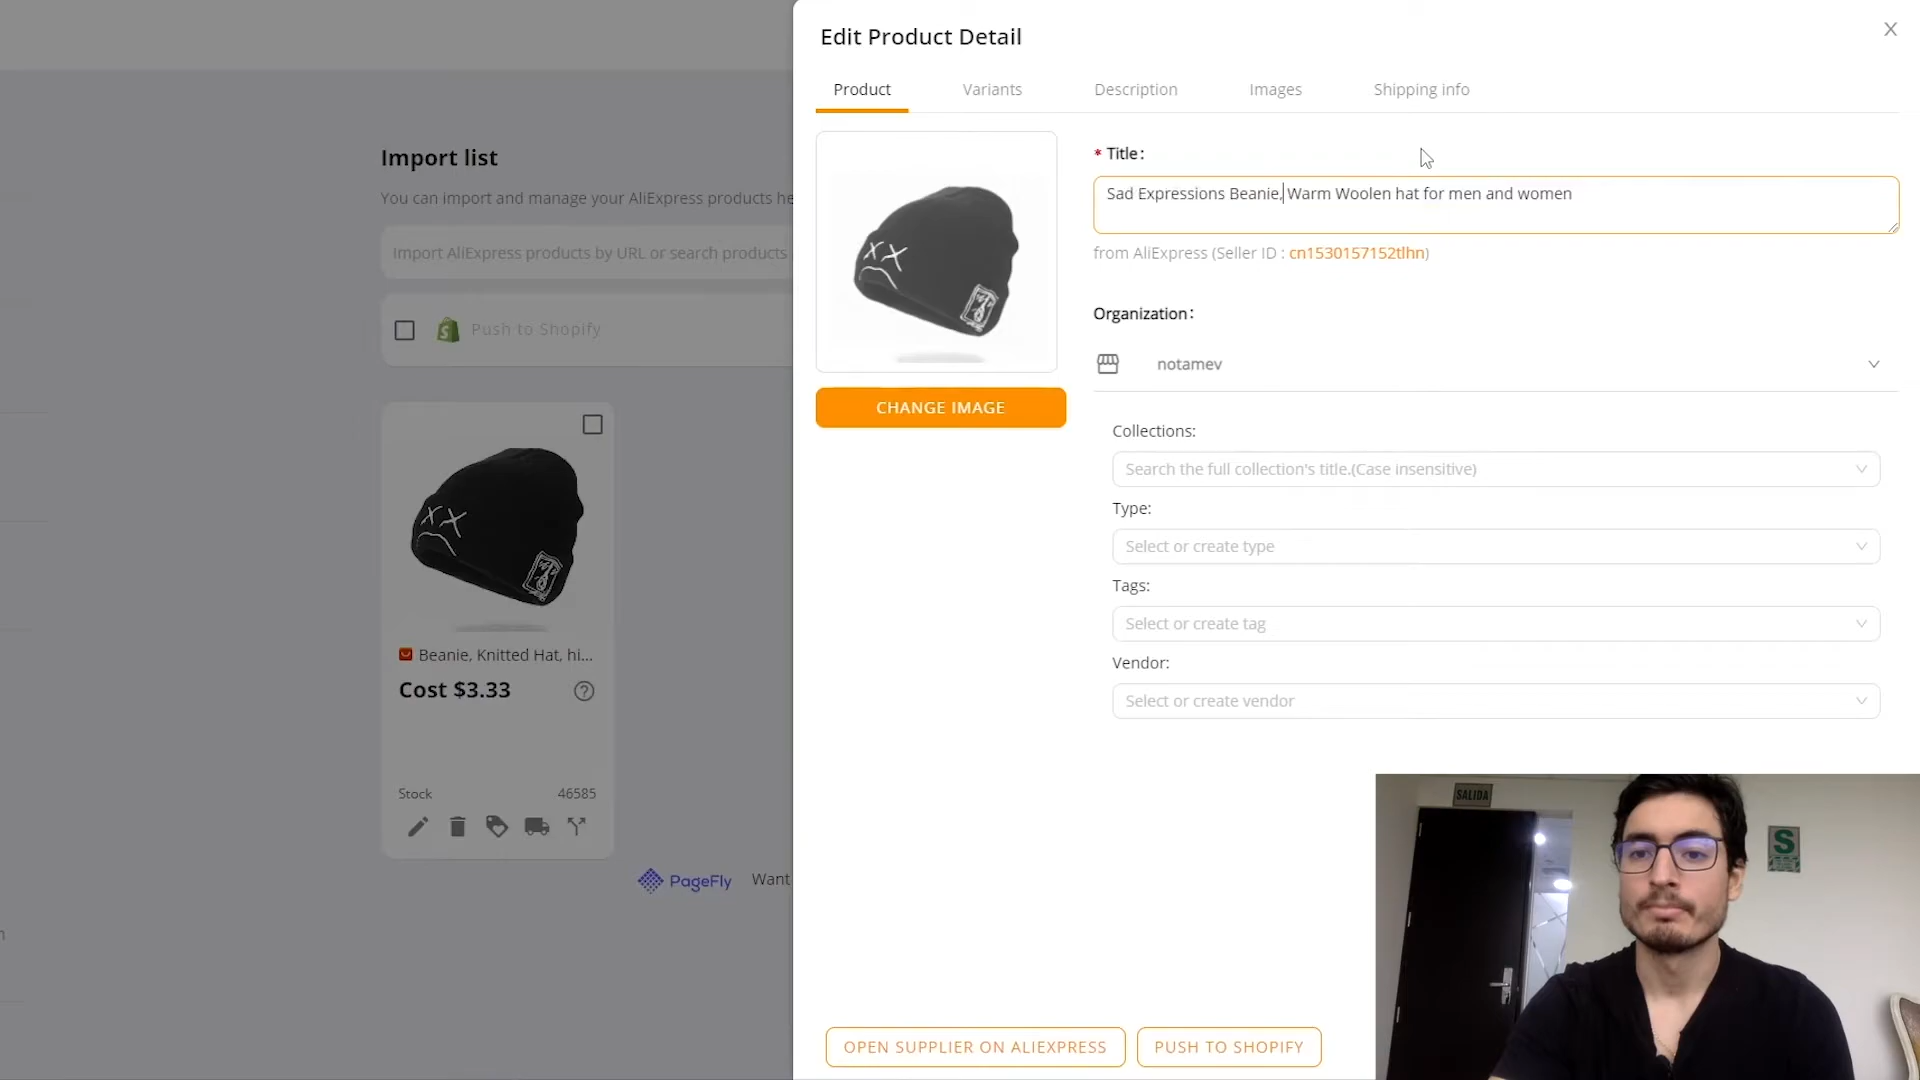 Edit Product Detail
X
Product
Variants
Description
Images
Shipping info
Import list
You can import and manage your AliExpress products he
Import AliExpress products by URL or search products
Push to Shopify
* Title:
Sad Expressions Beanie, Warm Woolen hat for men and women
from AliExpress (Seller ID : cn1530157152tlhn)
CHANGE IMAGE
Organization:
notamev
Collections:
Search the full collection's title.(Case insensitive)
Type:
Select or create type
Tags:
Select or create tag
Vendor:
Select or create vendor
Beanie, Knitted Hat, hi...
Cost $3.33
?
Stock
46585
PageFly
Want
SALIDA
S
OPEN SUPPLIER ON ALIEXPRESS
PUSH TO SHOPIFY